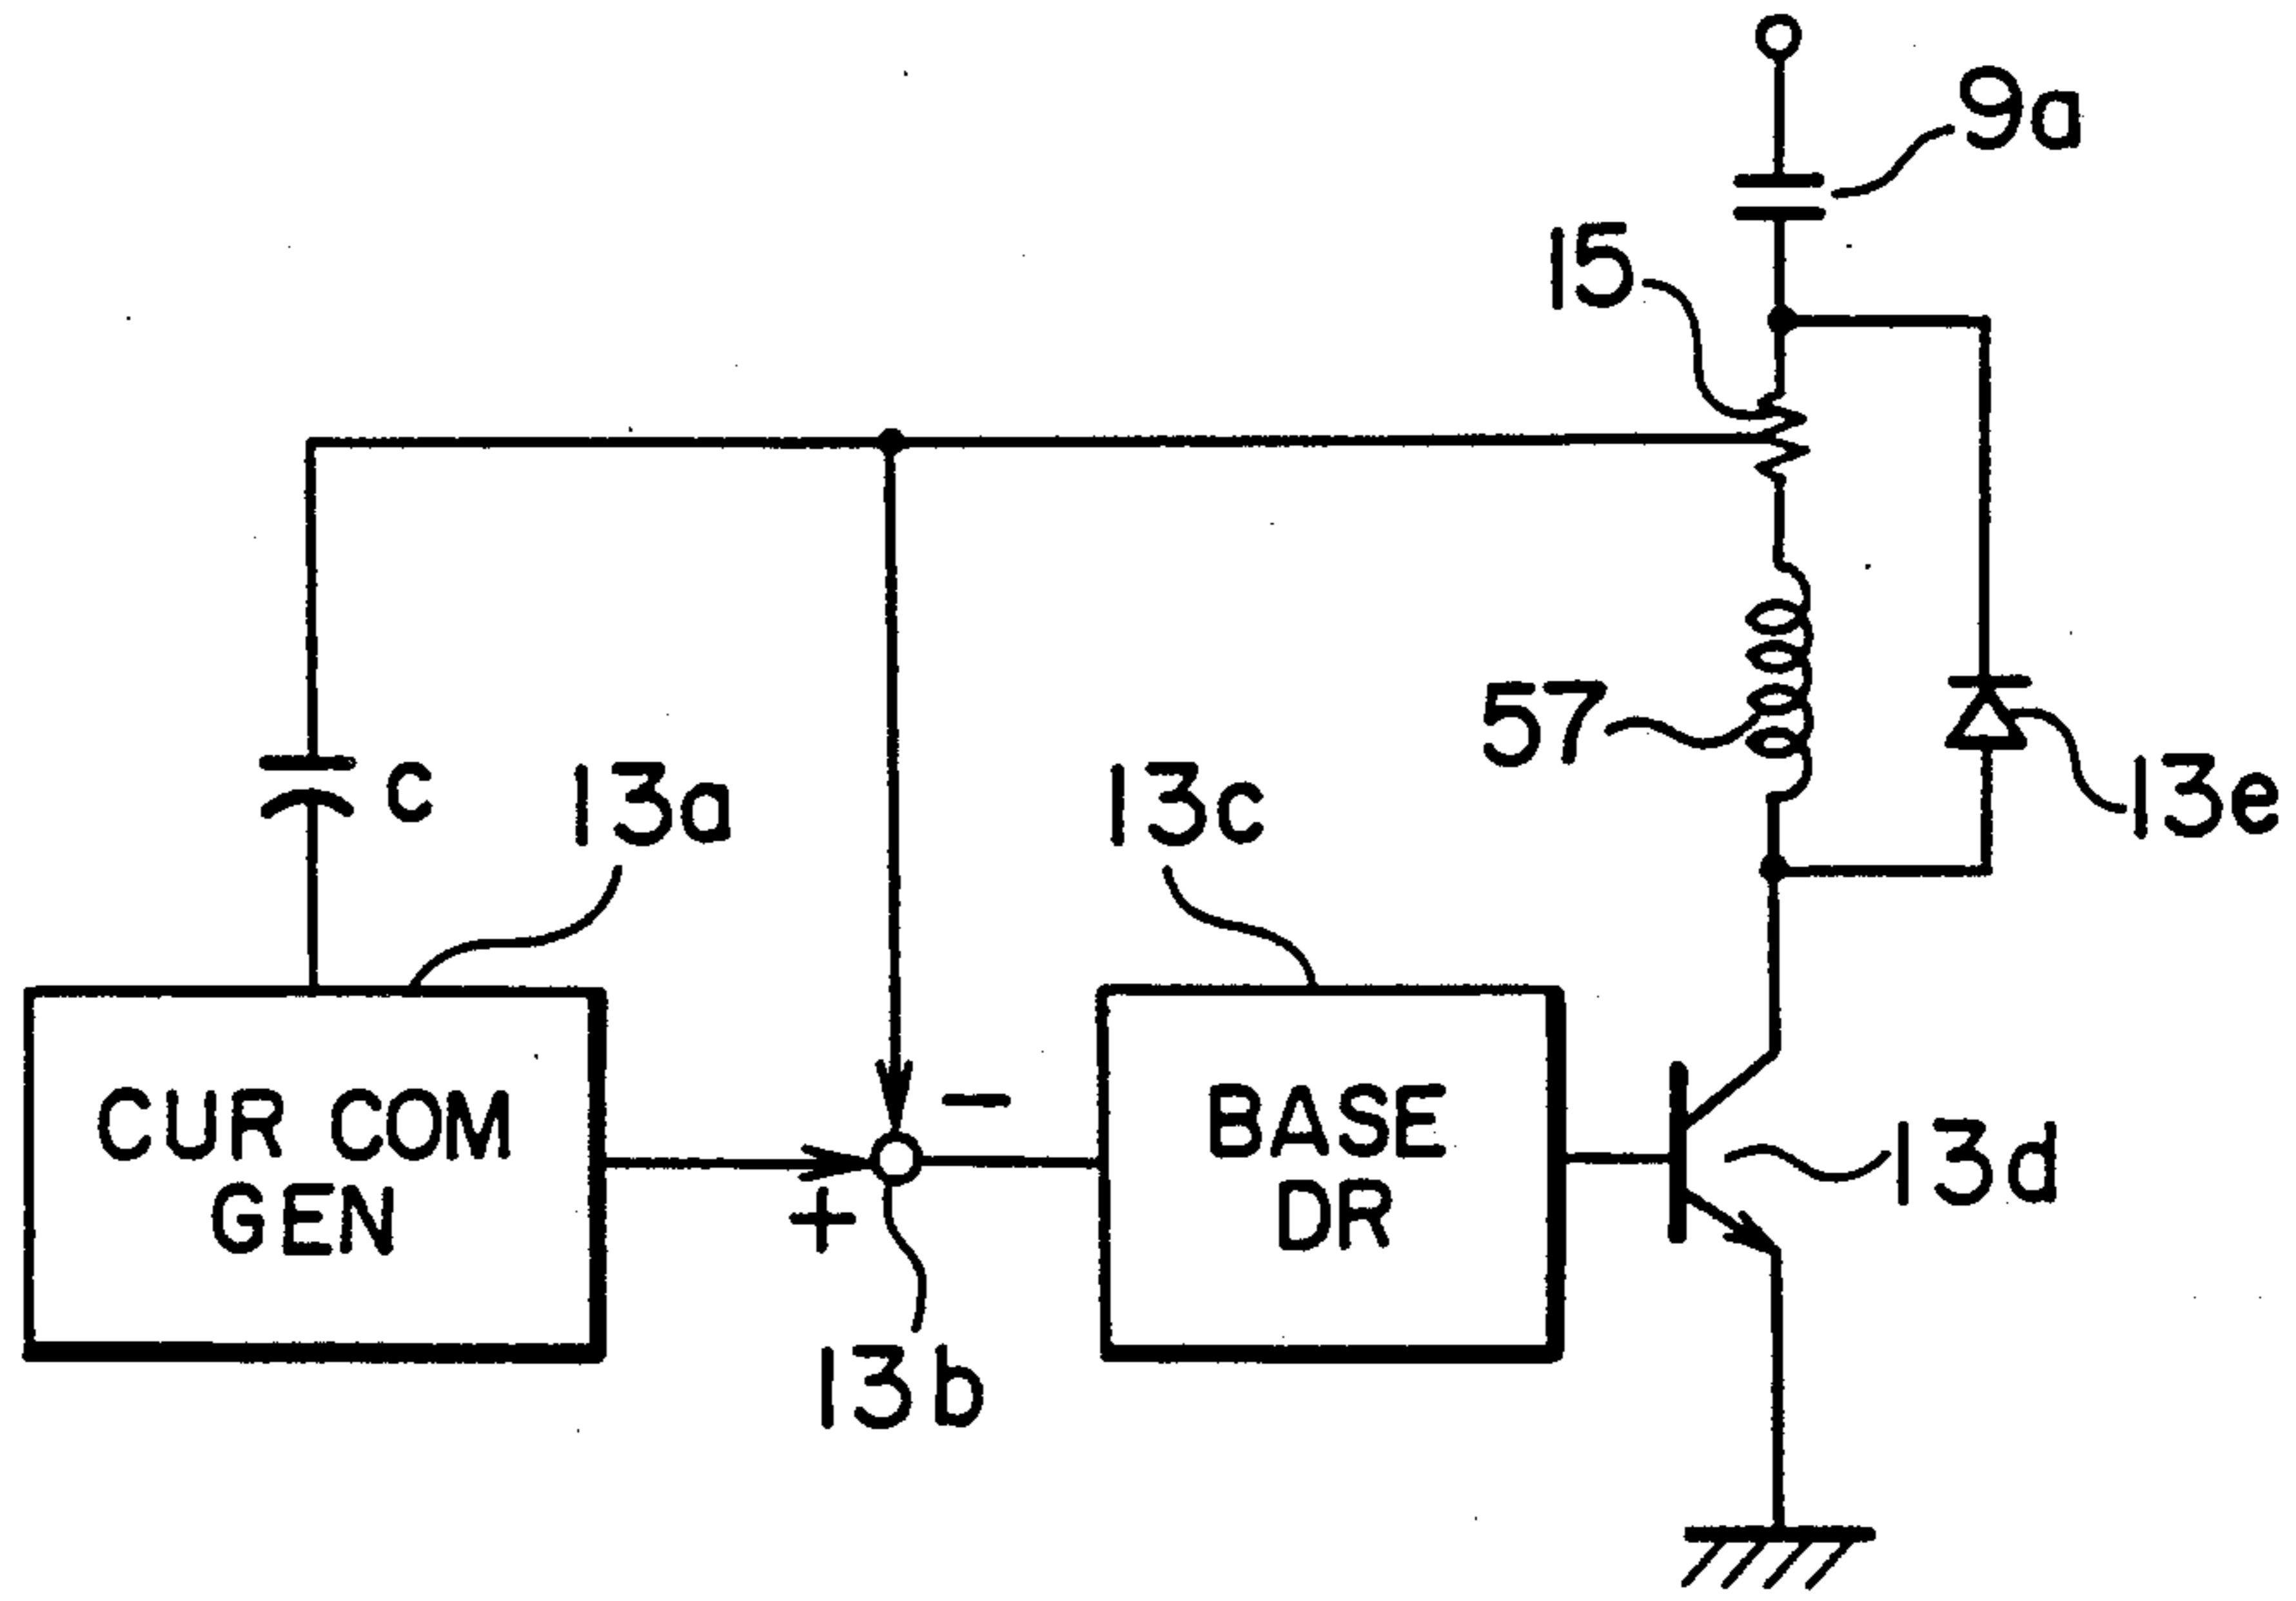 9a
15
57
13e
c
13a
13c
CUR COM
GEN
+
−
BASE
DR
13d
13b